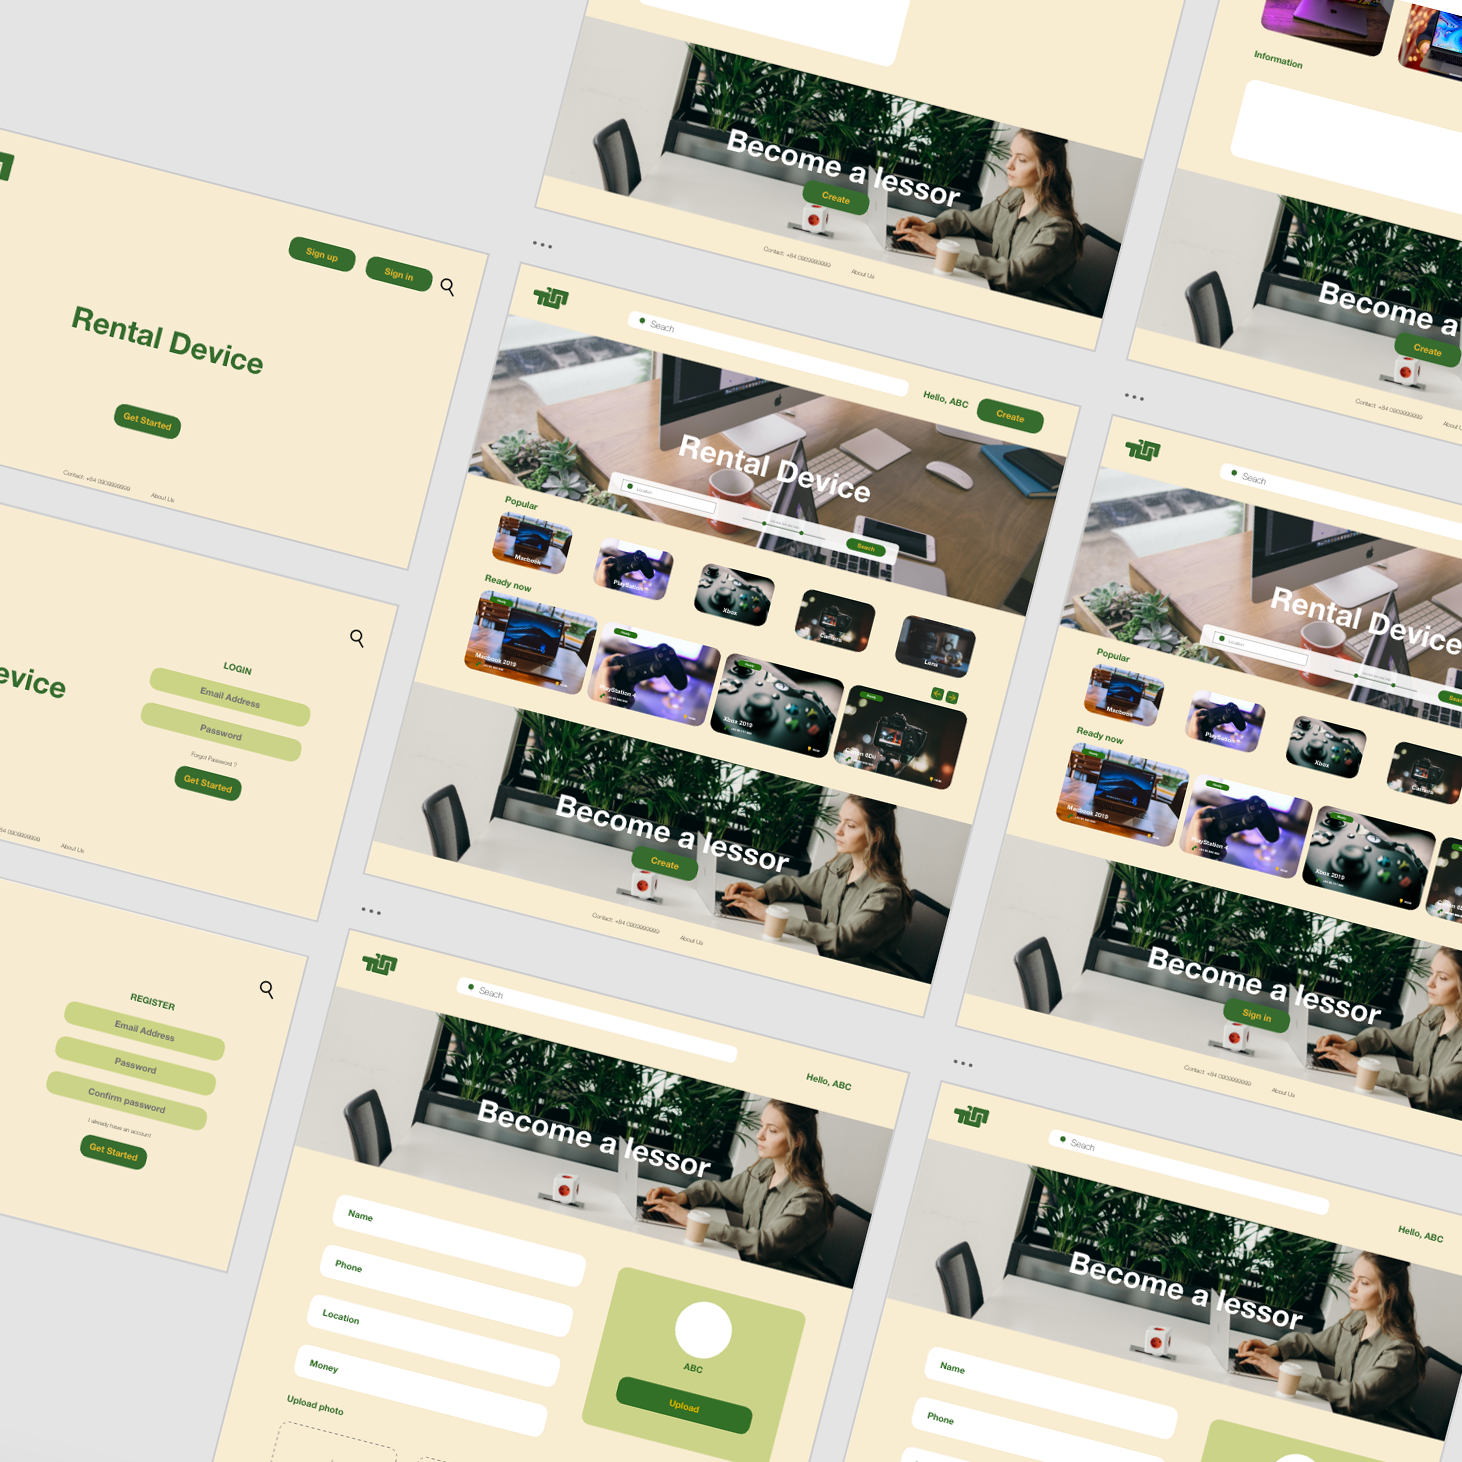 Sign up
Sign in
Rental Device
Get Started
Contact: +84 0909999999
About Us
evice
LOGIN
Email Address
Password
Forgot Password ?
Get Started
84 0909999999
About Us
REGISTER
Email Address
Password
Confirm password
I already have an account
Get Started
Become a lessor
Create
Contact: +84 0909999999
About Us
Seach
Hello, ABC
Create
Rental Device
Location
Search
Popular
Macbook
PlayStation
Xbox
Camera
Lens
Ready now
Macbook 2019
PlayStation 4
Xbox 2019
Become a lessor
Create
Contact: +84 0909999999
About Us
Seach
Hello, ABC
Become a lessor
Name
Phone
Location
Money
Upload photo
ABC
Upload
Information
Become a
Create
Contact: +84 0909999999
About U
Seach
Rental Device
Location
Sear
Popular
Macbook
PlayStation
Xbox
Camera
Ready now
Macbook 2019
PlayStation 4
Xbox 2019
Become a lessor
Sign in
Contact: +84 0909999999
About Us
Seach
Hello, ABC
Become a lessor
Name
Phone